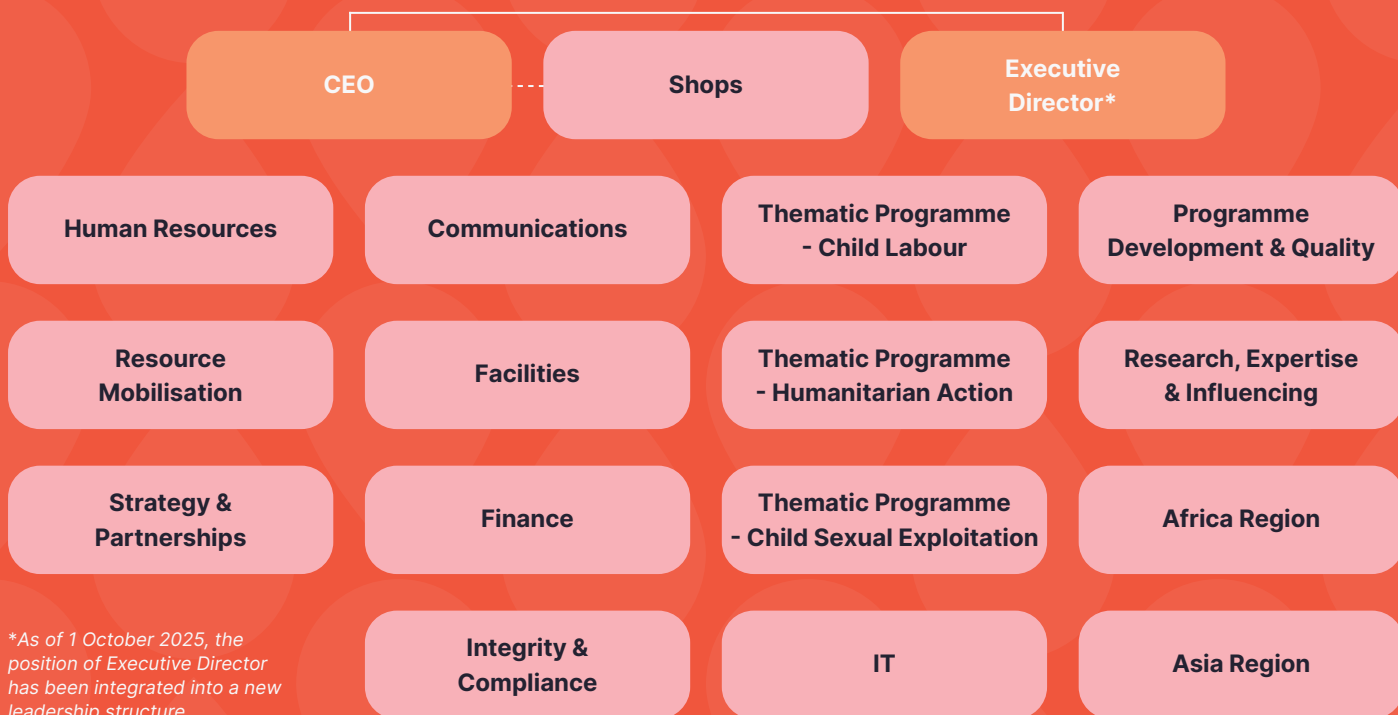 CEO
Shops
Executive
Director*
Human Resources
Communications
Thematic Programme
- Child Labour
Programme
Development & Quality
Resource
Mobilisation
Facilities
Thematic Programme
- Humanitarian Action
Research, Expertise
& Influencing
Strategy &
Partnerships
Finance
Thematic Programme
- Child Sexual Exploitation
Africa Region
*As of 1 October 2025, the
position of Executive Director
has been integrated into a new
leadership structure
Integrity &
Compliance
IT
Asia Region